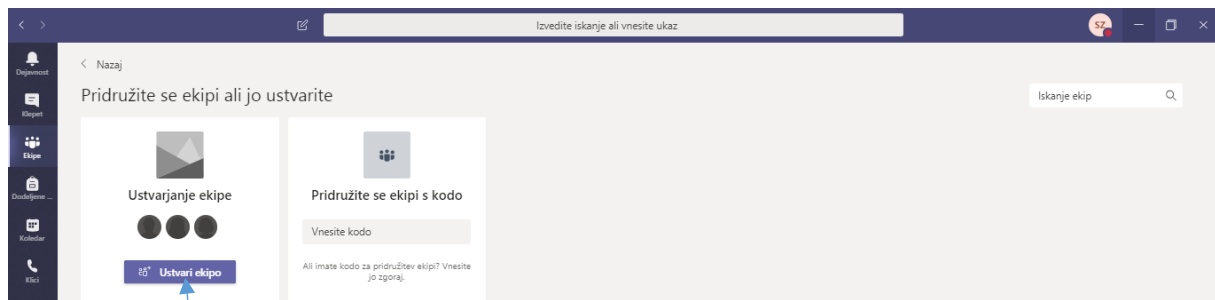 Izvedite iskanje ali vnesite ukaz
SZ
Dejavnost
Klepet
Ekipe
Dodeljene ...
Koledar
Klici
Nazaj
Pridružite se ekipi ali jo ustvarite
Iskanje ekip
Ustvarjanje ekipe
Ustvari ekipo
Pridružite se ekipi s kodo
Vnesite kodo
Ali imate kodo za pridružitev ekipi? Vnesite
jo zgoraj.